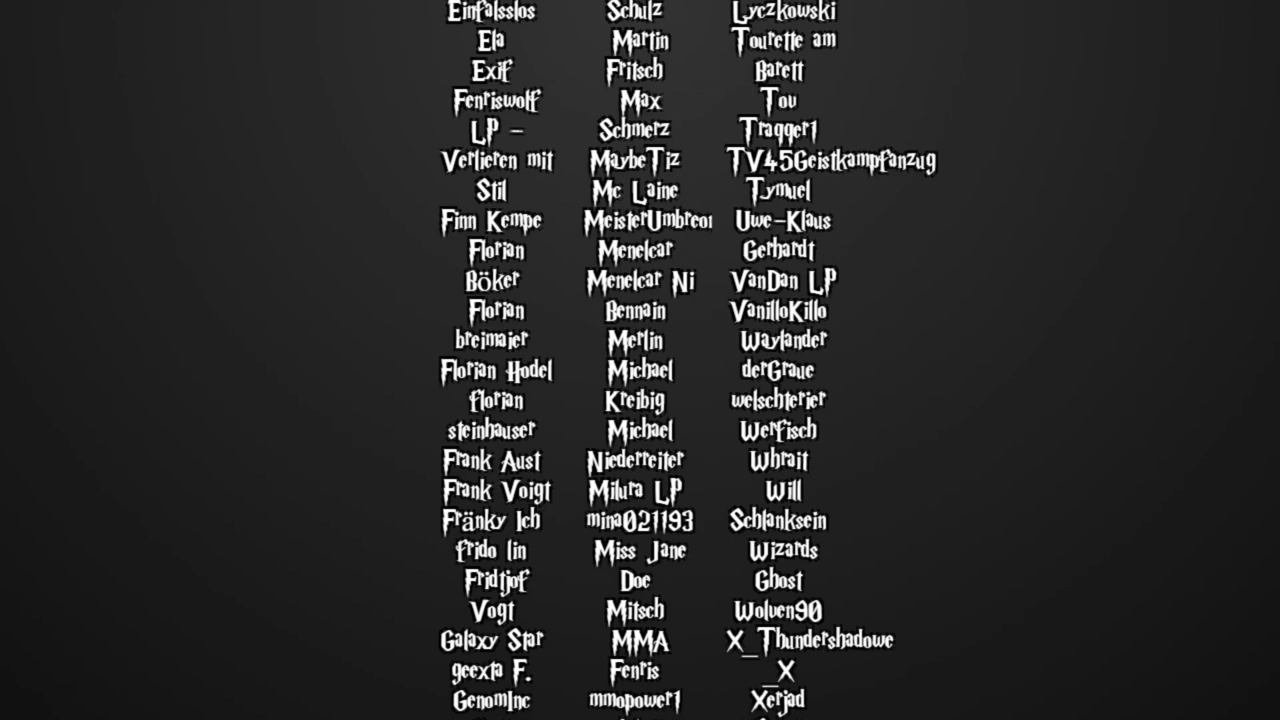 Einfalsslos
Ela
Exif
Fenriswolf
LP -
Verlieren mit
Stil
Finn Kempe
Florian
Böker
Florian
breimaier
Florian Hodel
florian
steinhauser
Frank Aust
Frank Voigt
Fränky Ich
frido lin
Fridtjof
Vogt
Galaxy Star
geexta F.
GenomInc
Schulz
Martin
Fritsch
Max
Schmerz
MaybeTiz
Mc Laine
MeisterUmbreon
Menelcar
Menelcar Ni
Bennain
Merlin
Michael
Kreibig
Michael
Niederreiter
Milura LP
mina021193
Miss Jane
Doe
Mitsch
MMA
Fenris
mmopower1
Lyczkowski
Tourette am
Barett
Tov
Tragger1
TV45Geistkampfanzug
Tymuel
Uwe-Klaus
Gerhardt
VanDan LP
VanilloKillo
Waylander
derGraue
welschterier
Werfisch
Whrait
Will
Schlanksein
Wizards
Ghost
Wolven90
X_Thundershadowe
_X
Xerjad